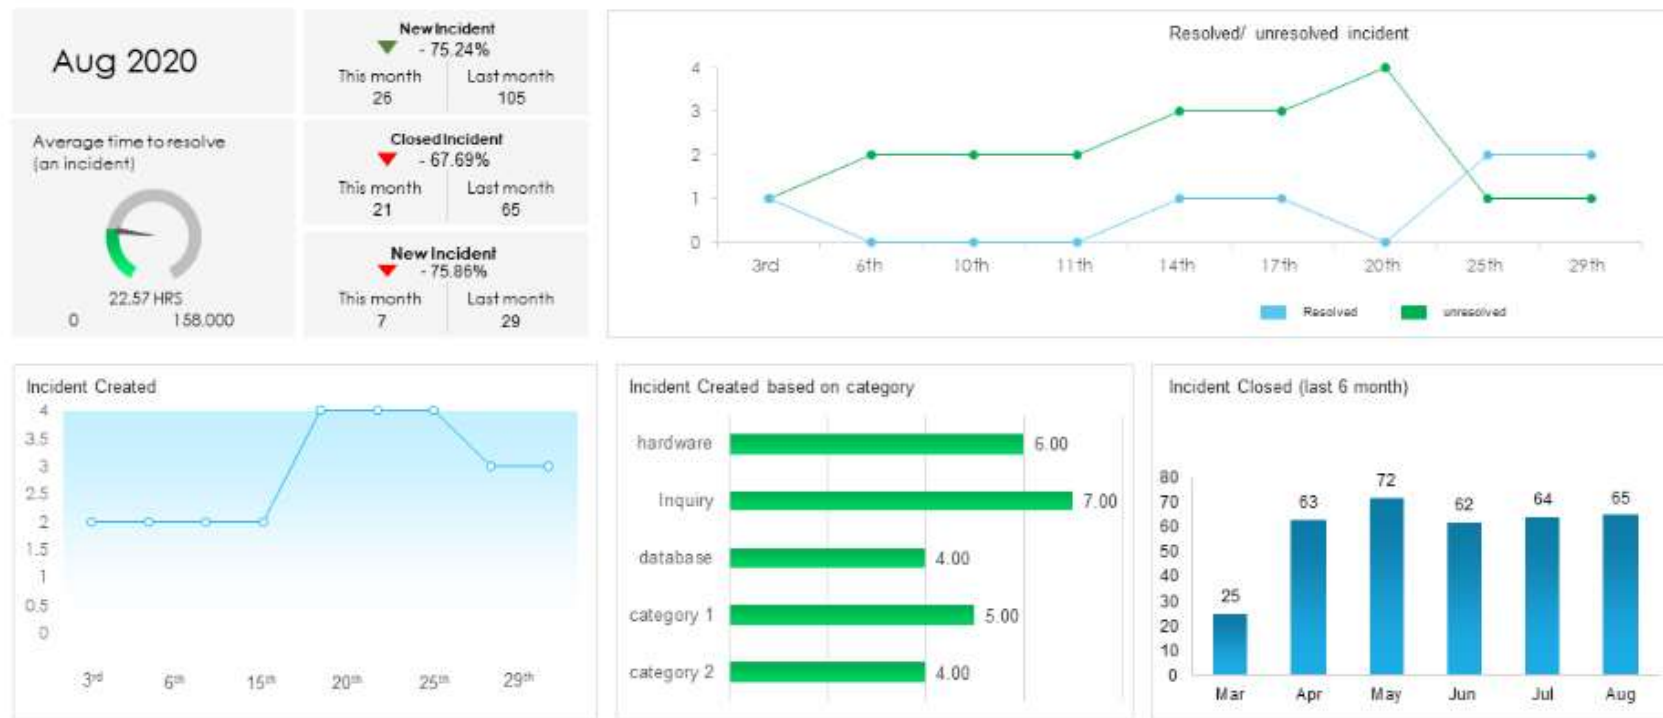 Aug 2020
Average time to resolve
(an incident)
22.57 HRS
0 158.000
New Incident
- 75.24%
This month Last month
26 105
Closed Incident
- 67.69%
This month Last month
21 65
New Incident
- 75.86%
This month Last month
7 29
Resolved/ unresolved incident
4
3
2
1
0
3rd 6th 10th 11th 14th 17th 20th 25th 29th
Resolved unresolved
Incident Created
4
3.5
3
2.5
2
1.5
1
0.5
0
3rd 6th 15th 20th 25th 29th
Incident Created based on category
hardware 6.00
Inquiry 7.00
database 4.00
category 1 5.00
category 2 4.00
Incident Closed (last 6 month)
80
70
60
50
40
30
20
10
0
25 63 72 62 64 65
Mar Apr May Jun Jul Aug